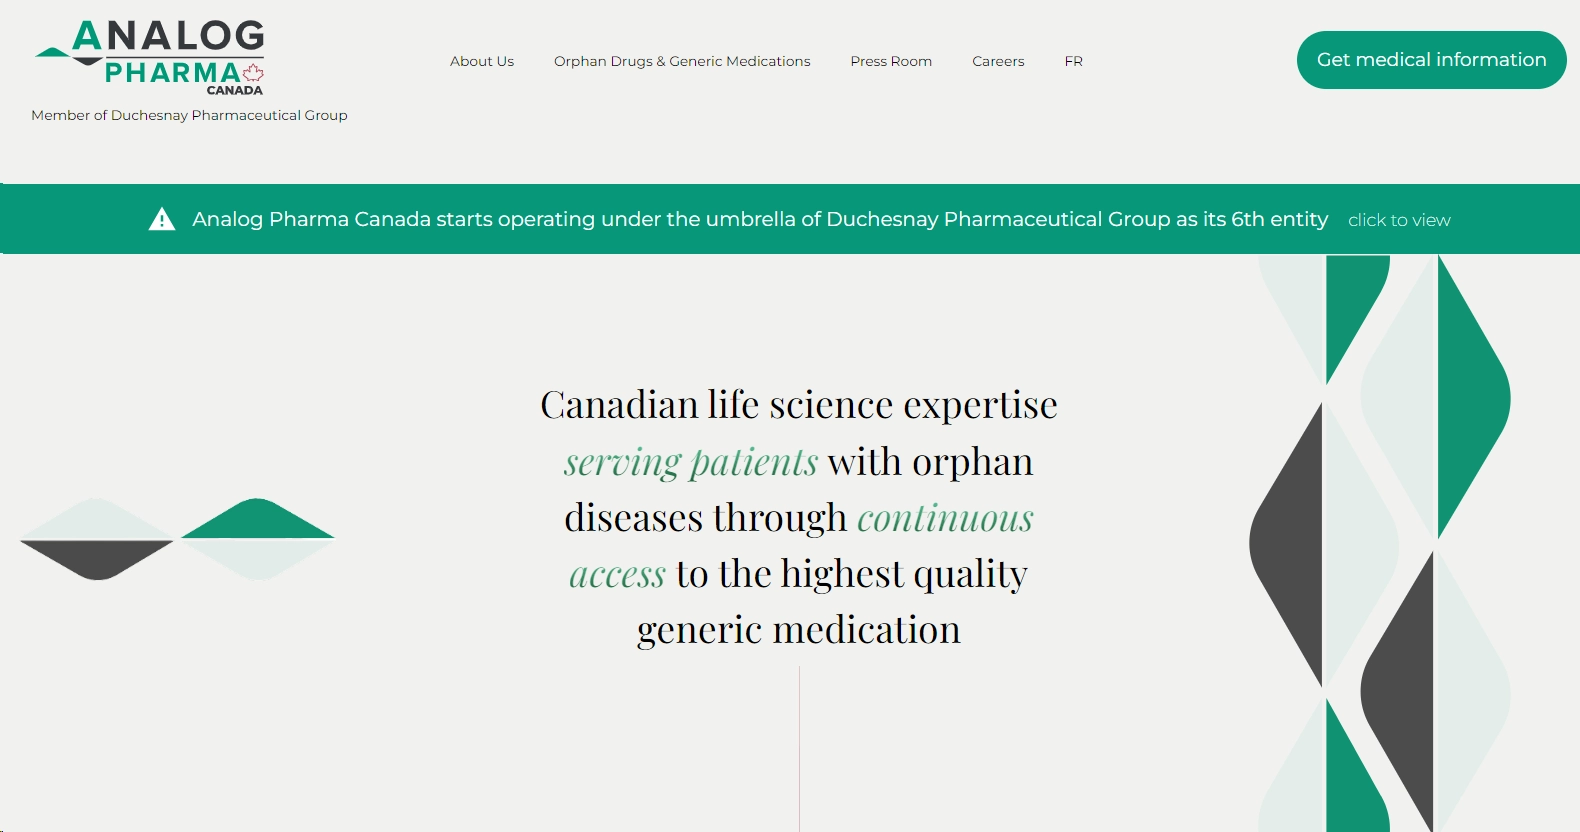 ANALOG
PHARMA
CANADA
Member of Duchesnay Pharmaceutical Group
About Us
Orphan Drugs & Generic Medications
Press Room
Careers
FR
Get medical information
Analog Pharma Canada starts operating under the umbrella of Duchesnay Pharmaceutical Group as its 6th entity click to view
Canadian life science expertise
serving patients with orphan
diseases through continuous
access to the highest quality
generic medication